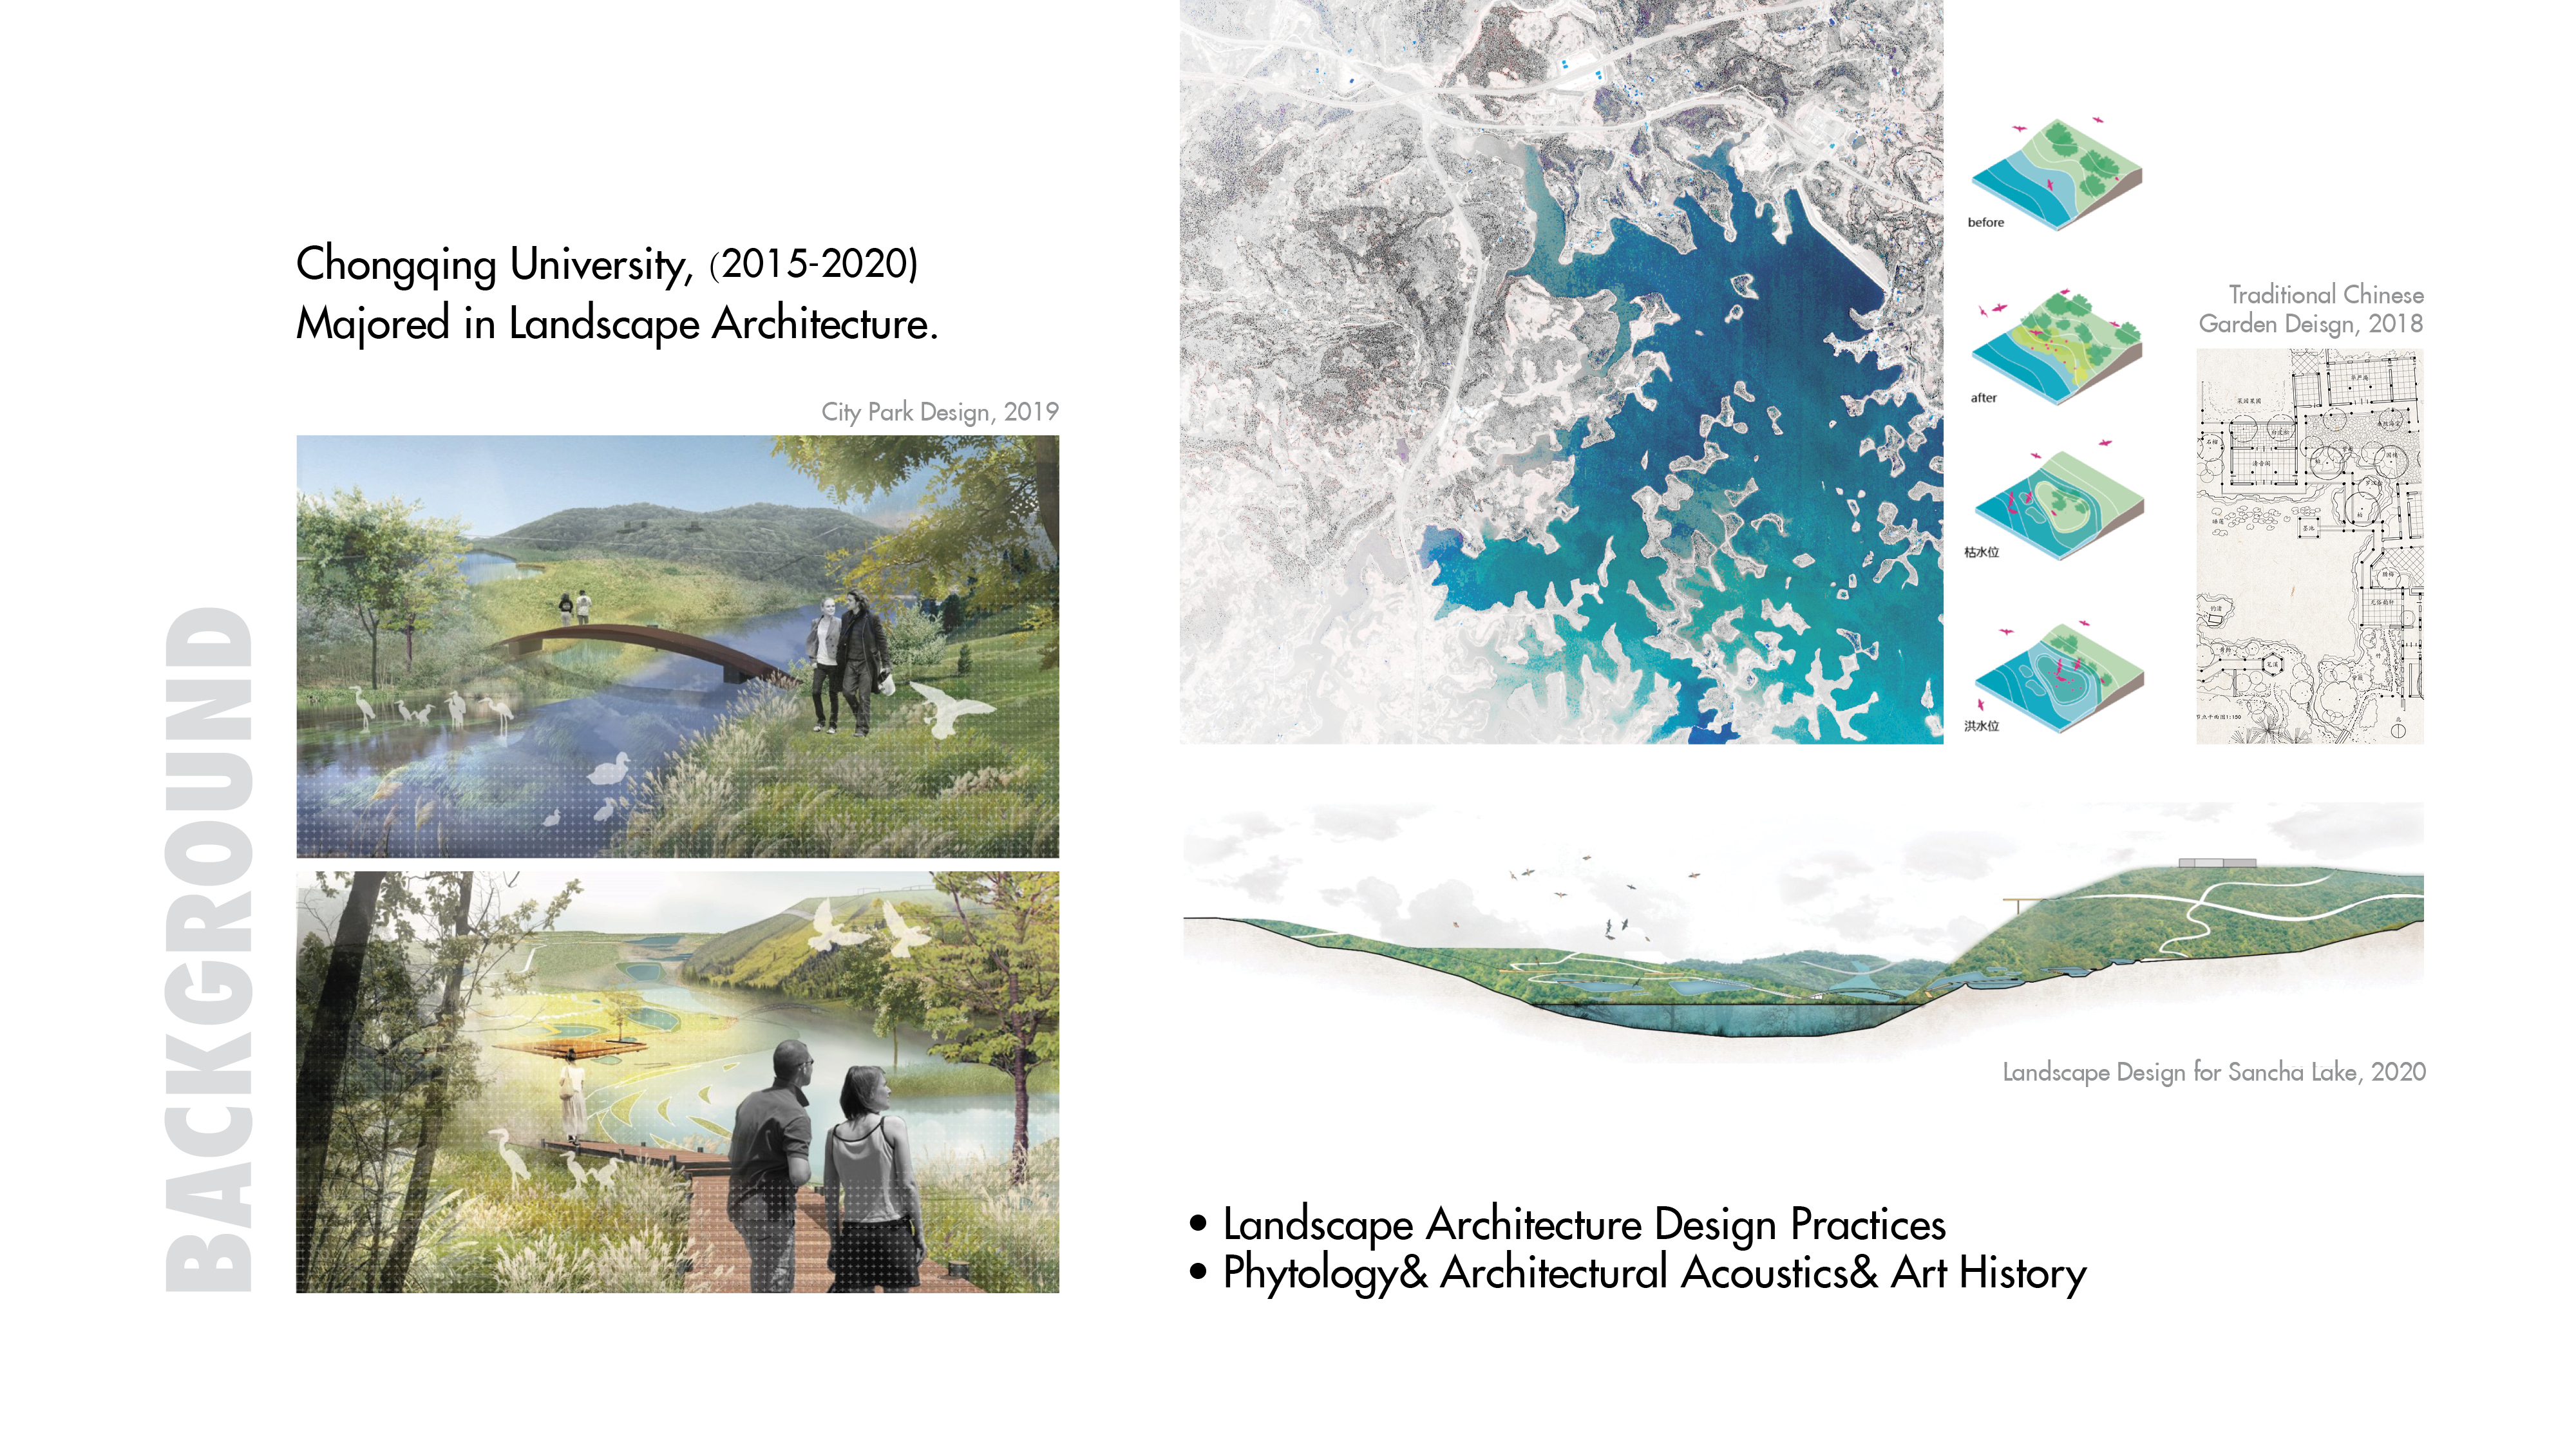 BACKGROUND
Chongqing University, (2015-2020)
Majored in Landscape Architecture.
City Park Design, 2019
before
after
枯水位
洪水位
Traditional Chinese
Garden Deisgn, 2018
Landscape Design for Sancha Lake, 2020
• Landscape Architecture Design Practices
• Phytology& Architectural Acoustics& Art History